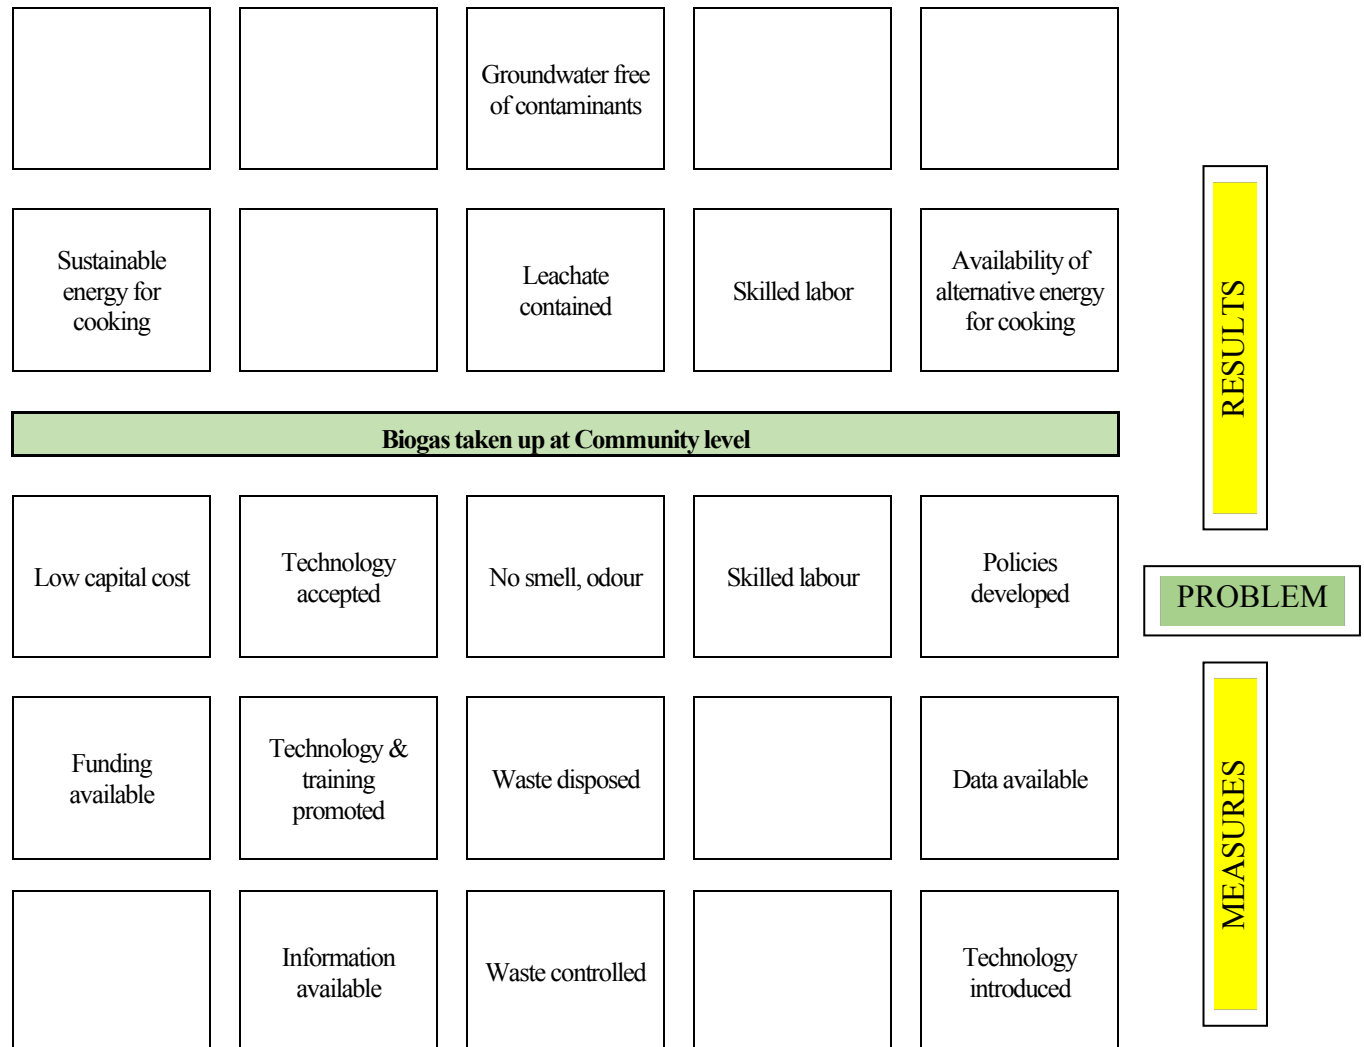 Groundwater free
of contaminants
Sustainable
energy for
cooking
Leachate
contained
Skilled labor
Availability of
alternative energy
for cooking
RESULTS
Biogas taken up at Community level
Low capital cost
Technology
accepted
No smell, odour
Skilled labour
Policies
developed
PROBLEM
Funding
available
Technology &
training
promoted
Waste disposed
Data available
MEASURES
Information
available
Waste controlled
Technology
introduced